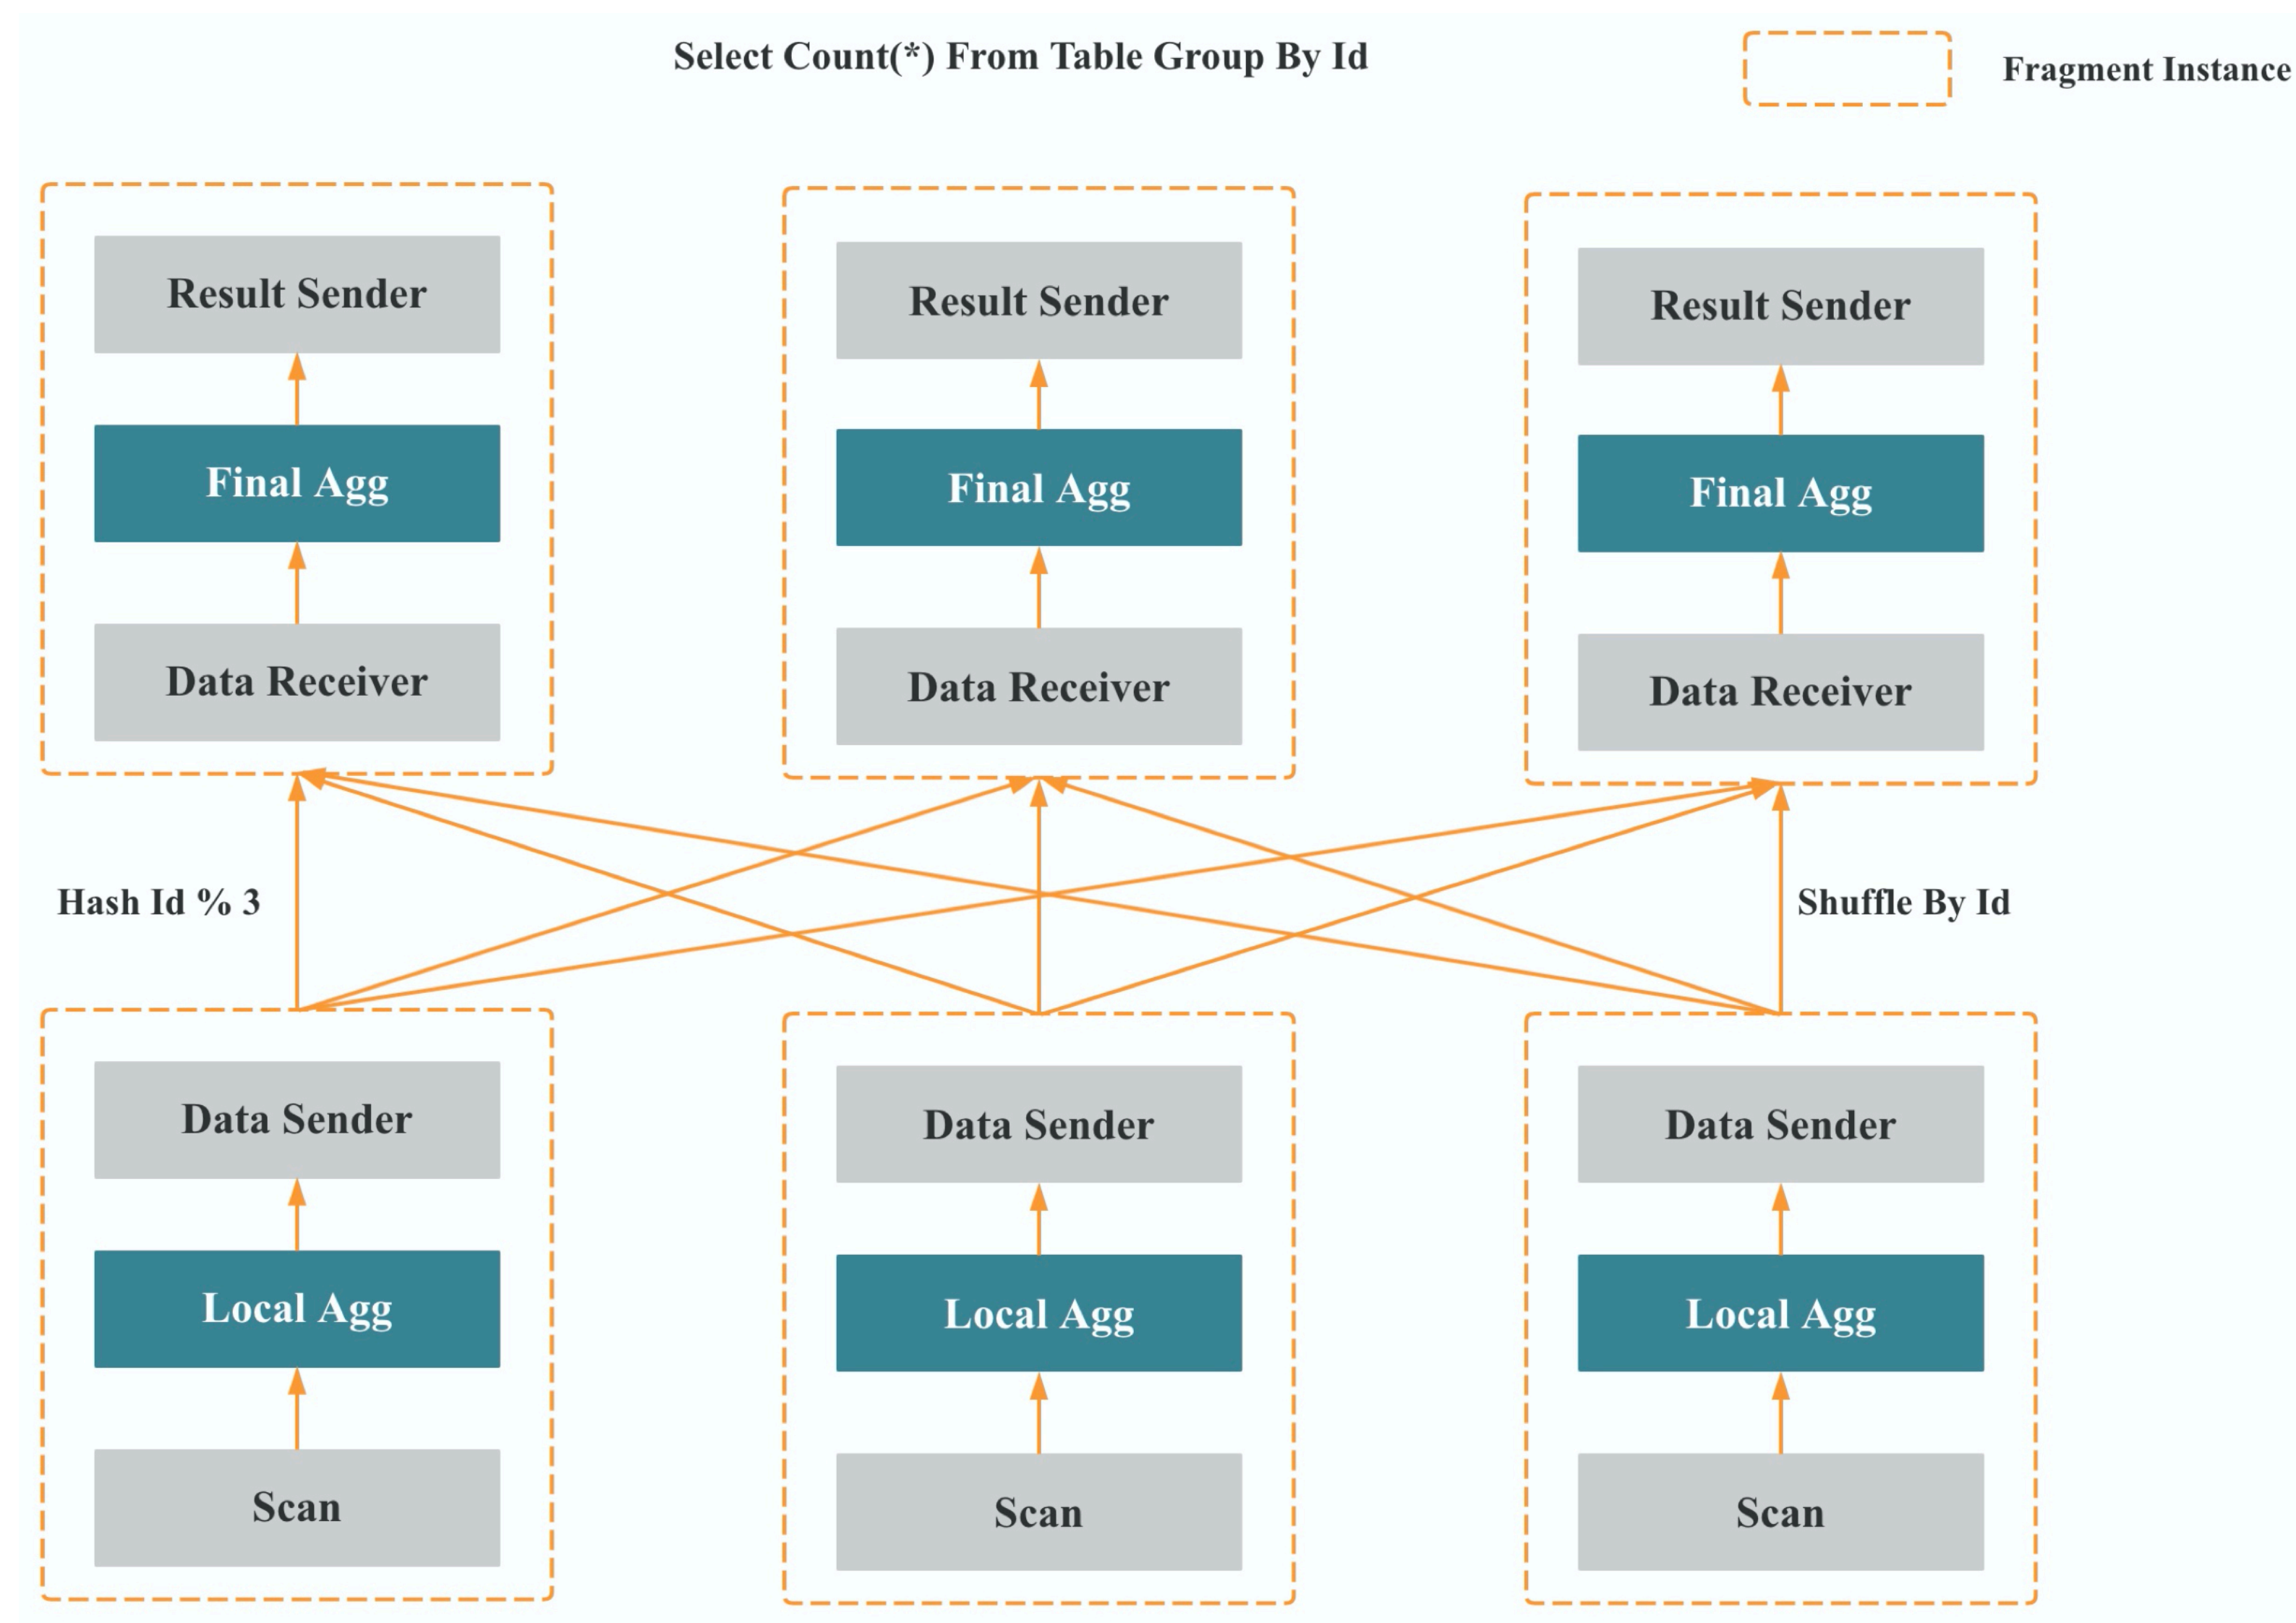 Select Count(*) From Table Group By Id
Fragment Instance
Result Sender
Result Sender
Result Sender
Final Agg
Final Agg
Final Agg
Data Receiver
Data Receiver
Data Receiver
Hash Id % 3
Shuffle By Id
Data Sender
Data Sender
Data Sender
Local Agg
Local Agg
Local Agg
Scan
Scan
Scan